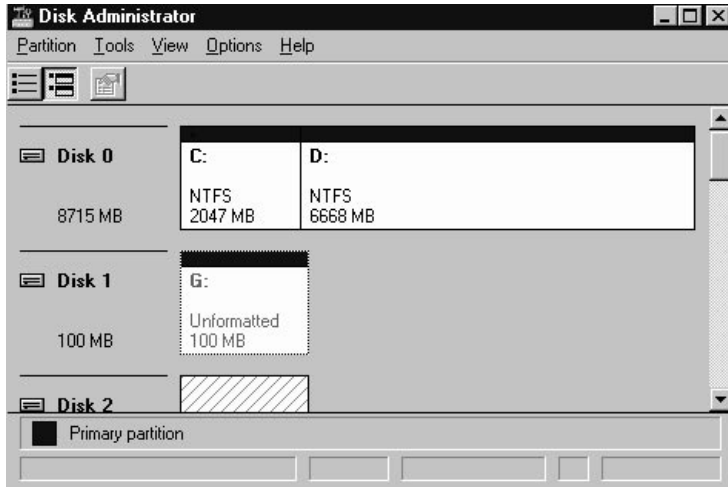 Disk Administrator
Partition Tools View Options Help
Disk 0
8715 MB
C:
NTFS
2047 MB
D:
NTFS
6668 MB
Disk 1
100 MB
G:
Unformatted
100 MB
Disk 2
Primary partition